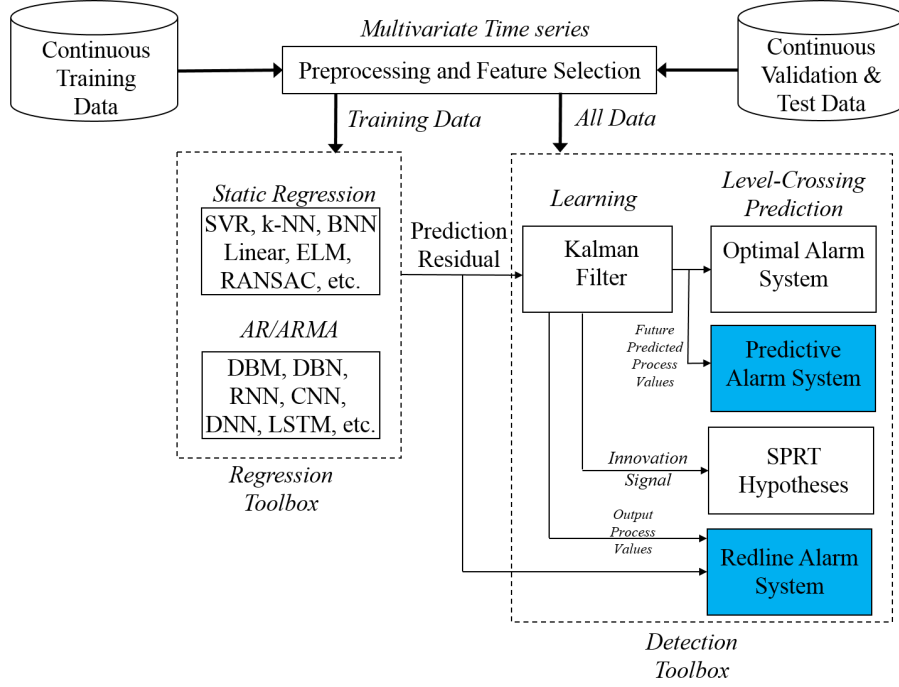 Continuous
Training
Data
Multivariate Time series
Preprocessing and Feature Selection
Continuous
Validation &
Test Data
Training Data
All Data
Static Regression
SVR, k-NN, BNN
Linear, ELM,
RANSAC, etc.
AR/ARMA
DBM, DBN,
RNN, CNN,
DNN, LSTM, etc.
Regression
Toolbox
Prediction
Residual
Learning
Kalman
Filter
Level-Crossing
Prediction
Optimal Alarm
System
Future
Predicted
Process
Values
Predictive
Alarm System
Innovation
Signal
SPRT
Hypotheses
Output
Process
Values
Redline Alarm
System
Detection
Toolbox